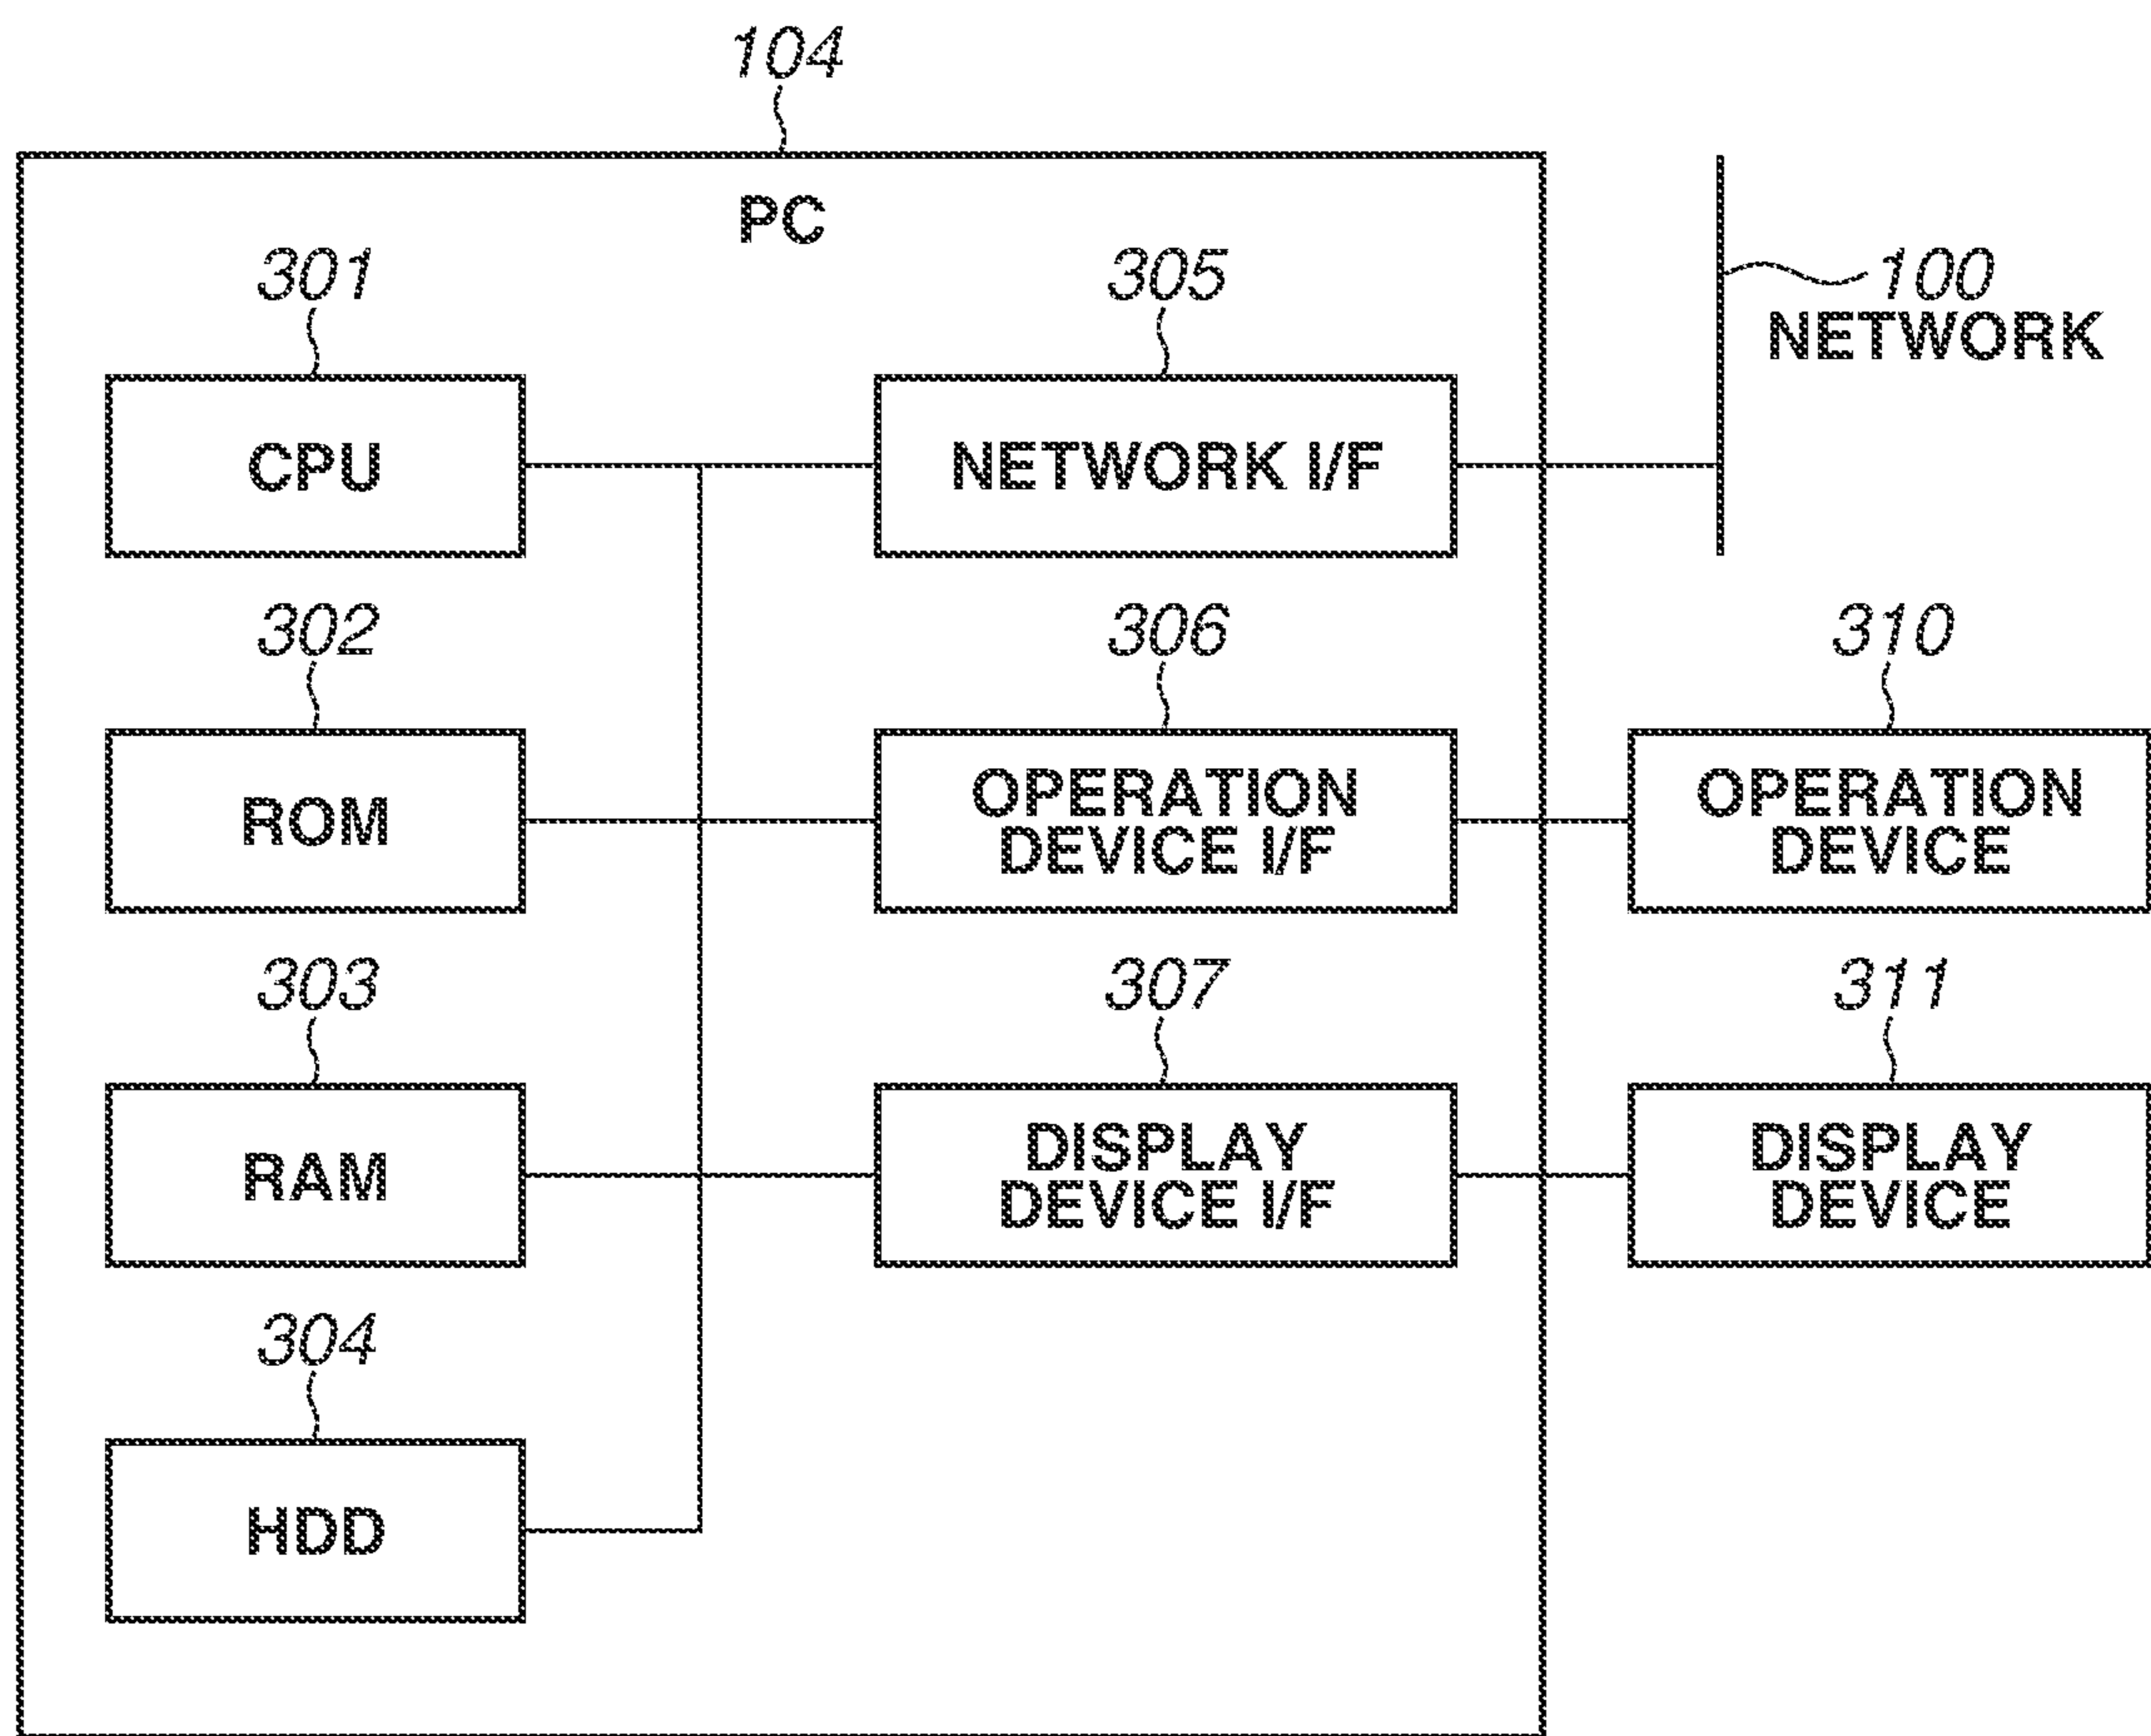 104
PC
301
305
100
NETWORK
CPU
NETWORK I/F
302
306
310
ROM
OPERATION
DEVICE I/F
OPERATION
DEVICE
303
307
311
RAM
DISPLAY
DEVICE I/F
DISPLAY
DEVICE
304
HDD